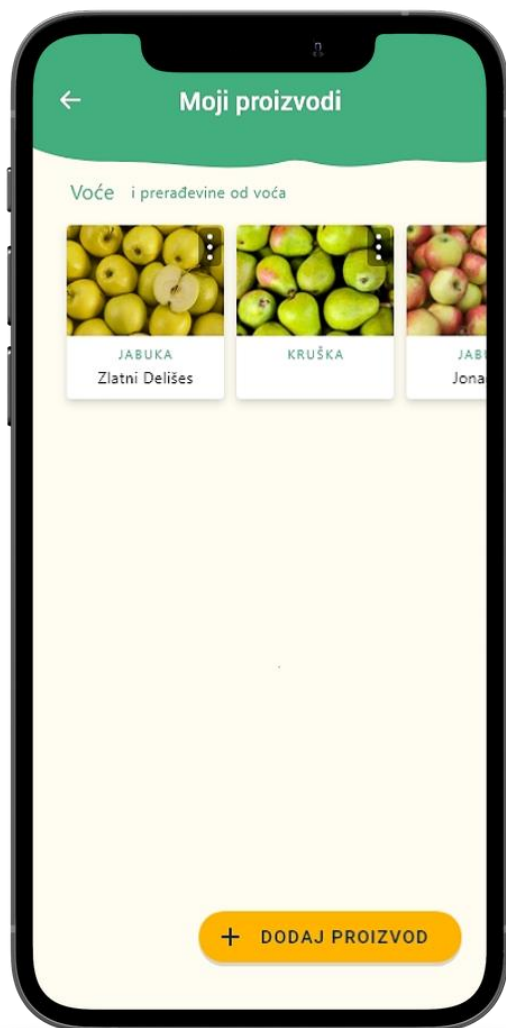 Moji proizvodi
Voće i prerađevine od voća
JABUKA
Zlatni Delišes
KRUŠKA
+ DODAJ PROIZVOD